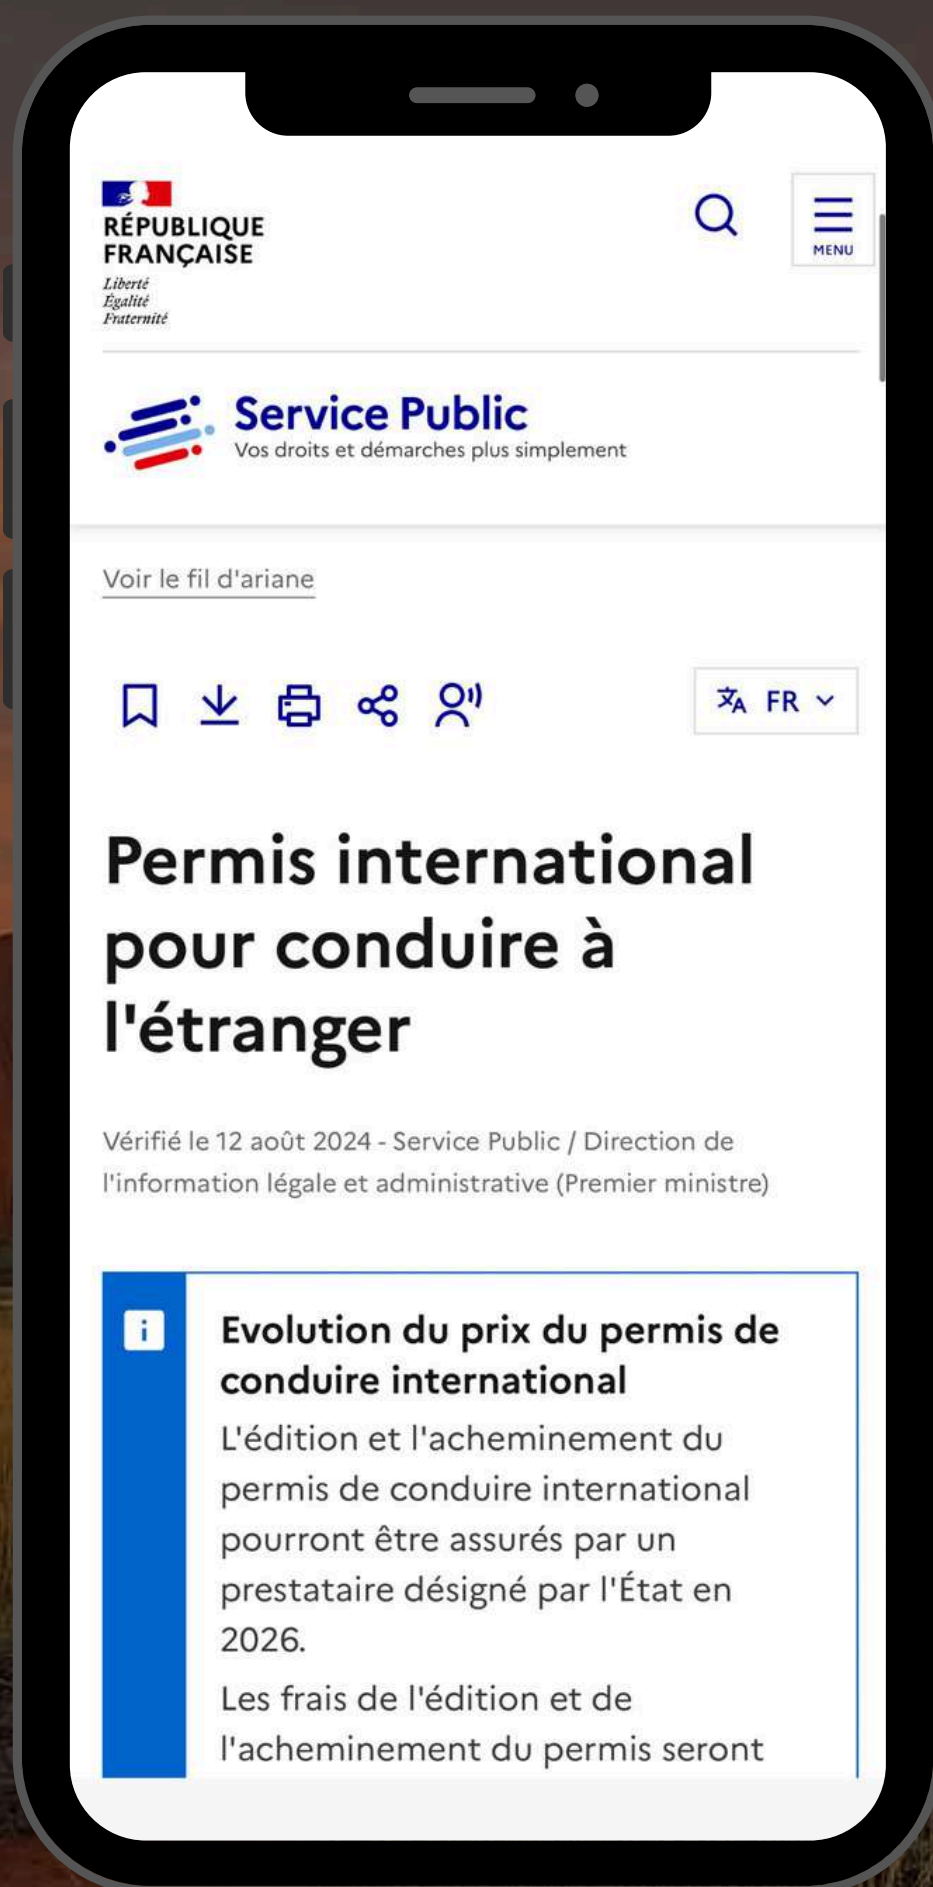 RÉPUBLIQUE
FRANÇAISE
Liberté
Égalité
Fraternité
MENU
Service Public
Vos droits et démarches plus simplement
Voir le fil d'ariane
FR
Permis international
pour conduire à
l'étranger
Vérifié le 12 août 2024 - Service Public / Direction de
l'information légale et administrative (Premier ministre)
Evolution du prix du permis de
conduire international
L'édition et l'acheminement du
permis de conduire international
pourront être assurés par un
prestataire désigné par l'État en
2026.
Les frais de l'édition et de
l'acheminement du permis seront